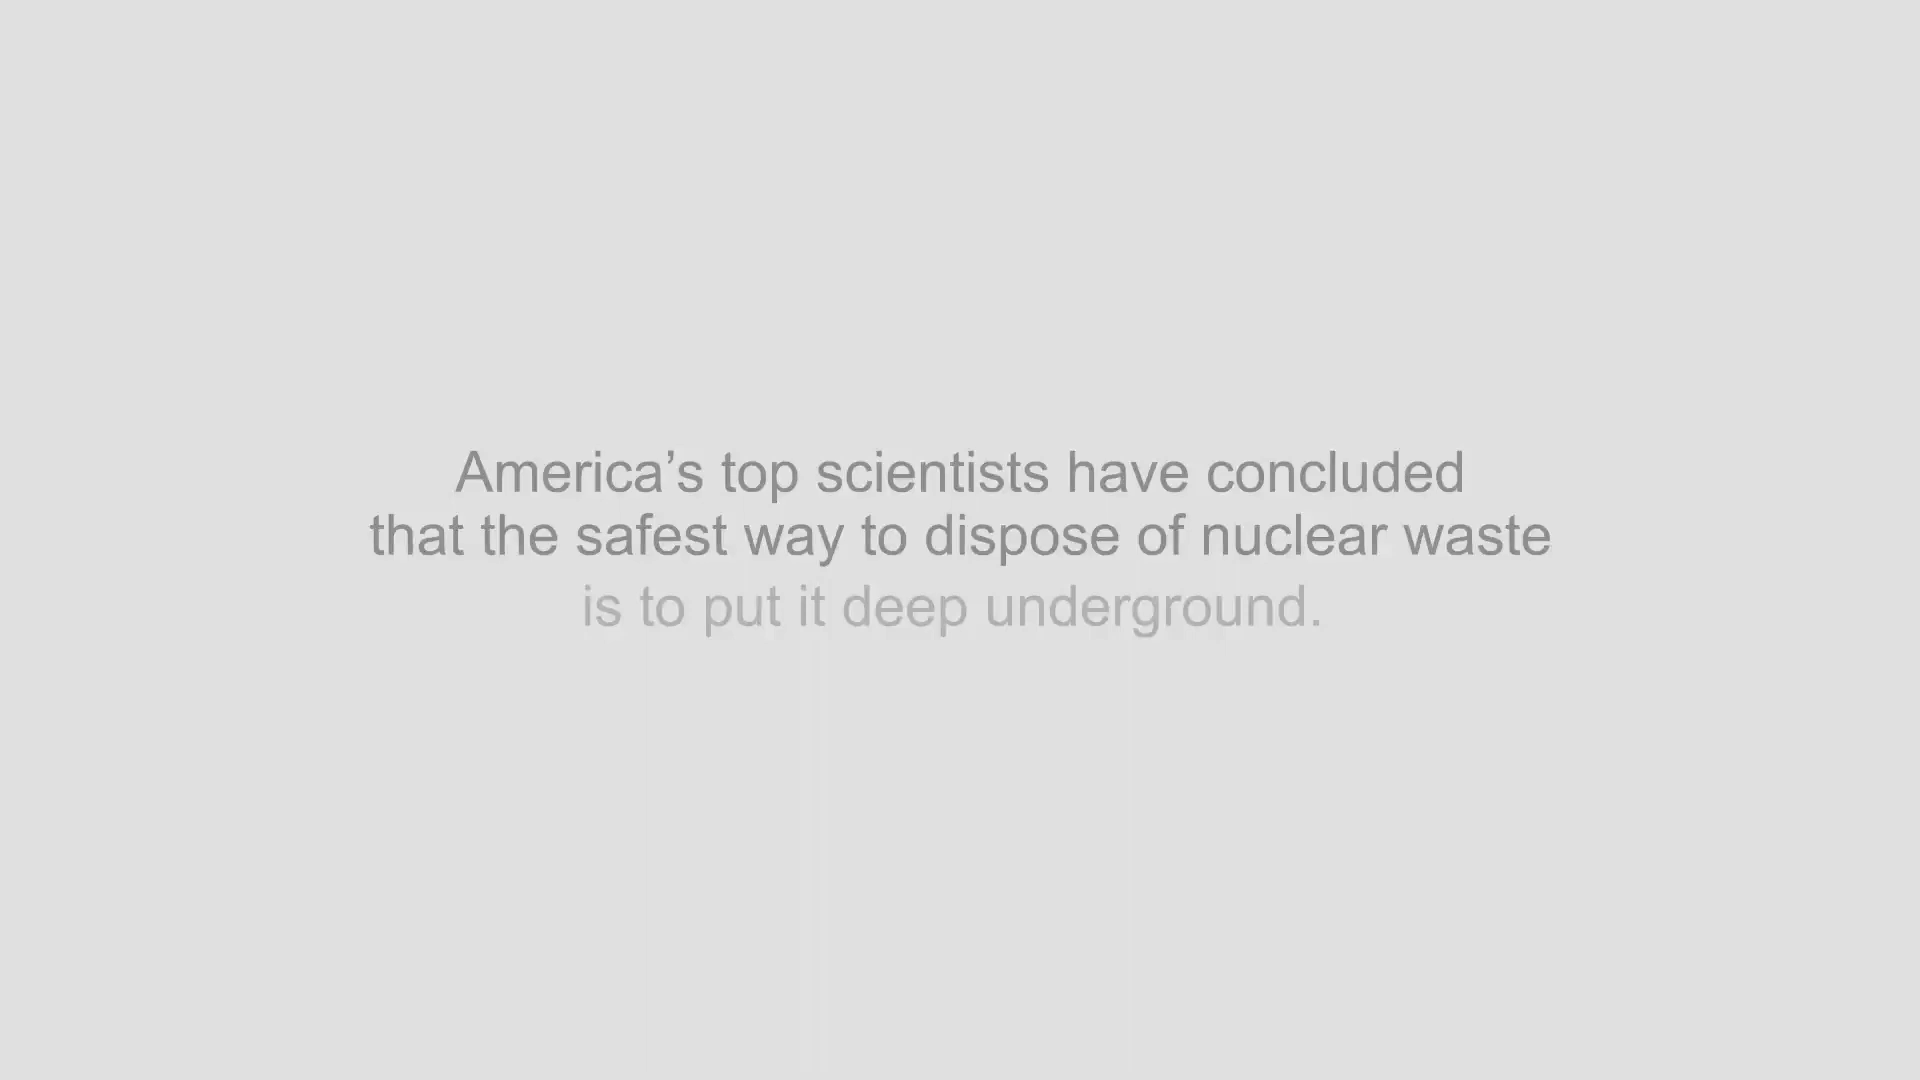 America’s top scientists have concluded
that the safest way to dispose of nuclear waste
is to put it deep underground.